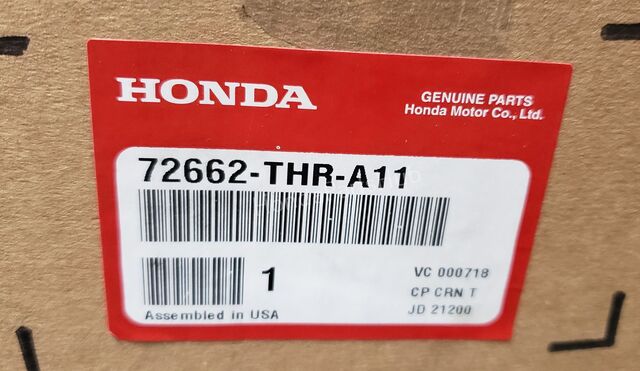 HONDA
GENUINE PARTS
Honda Motor Co., Ltd.
72662-THR-A11
1
VC 000718
CP CRN T
JD 21200
Assembled in USA